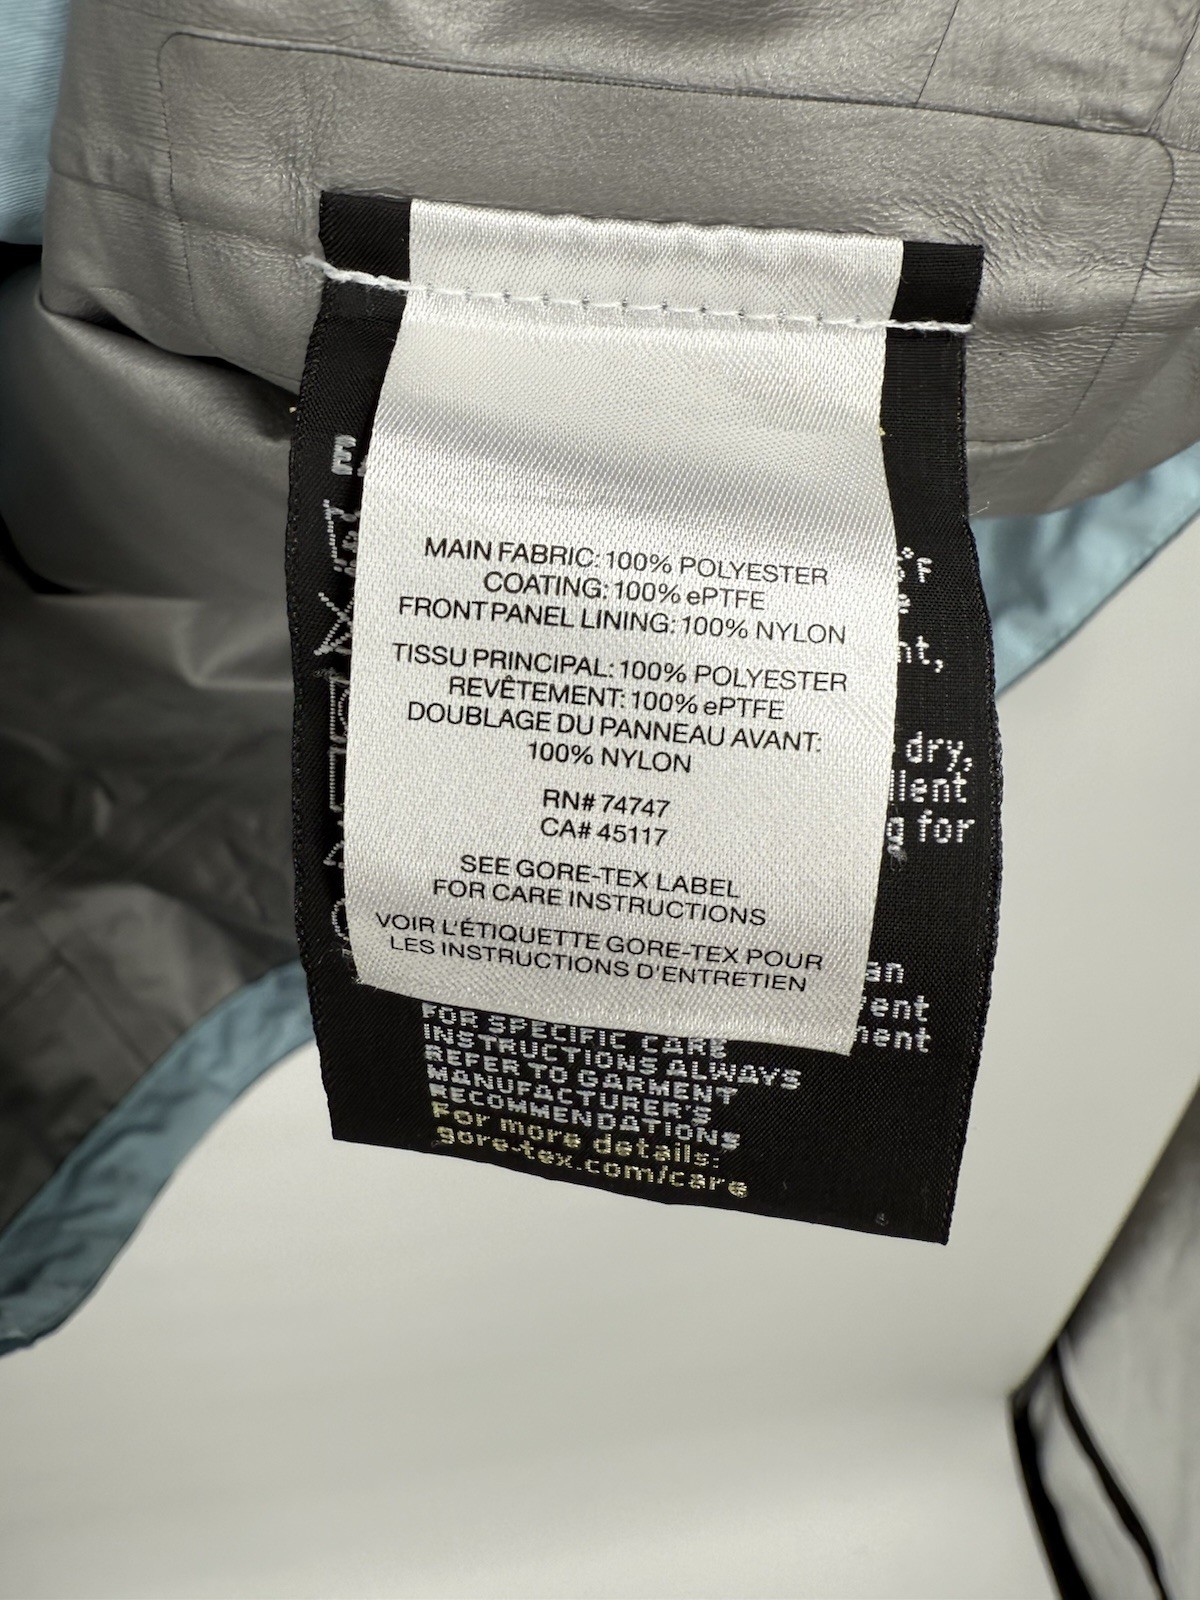 MAIN FABRIC: 100% POLYESTER
COATING: 100% ePTFE
FRONT PANEL LINING: 100% NYLON
TISSU PRINCIPAL: 100% POLYESTER
REVÊTEMENT: 100% ePTFE
DOUBLAGE DU PANNEAU AVANT:
100% NYLON
RN# 74747
CA# 45117
SEE GORE-TEX LABEL
FOR CARE INSTRUCTIONS
VOIR L'ÉTIQUETTE GORE-TEX POUR
LES INSTRUCTIONS D'ENTRETIEN
dry,
for
FOR SPECIFIC CARE
INSTRUCTIONS ALWAYS
REFER TO GARMENT
MANUFACTURER'S
RECOMMENDATIONS
For more details:
gore-tex.com/care